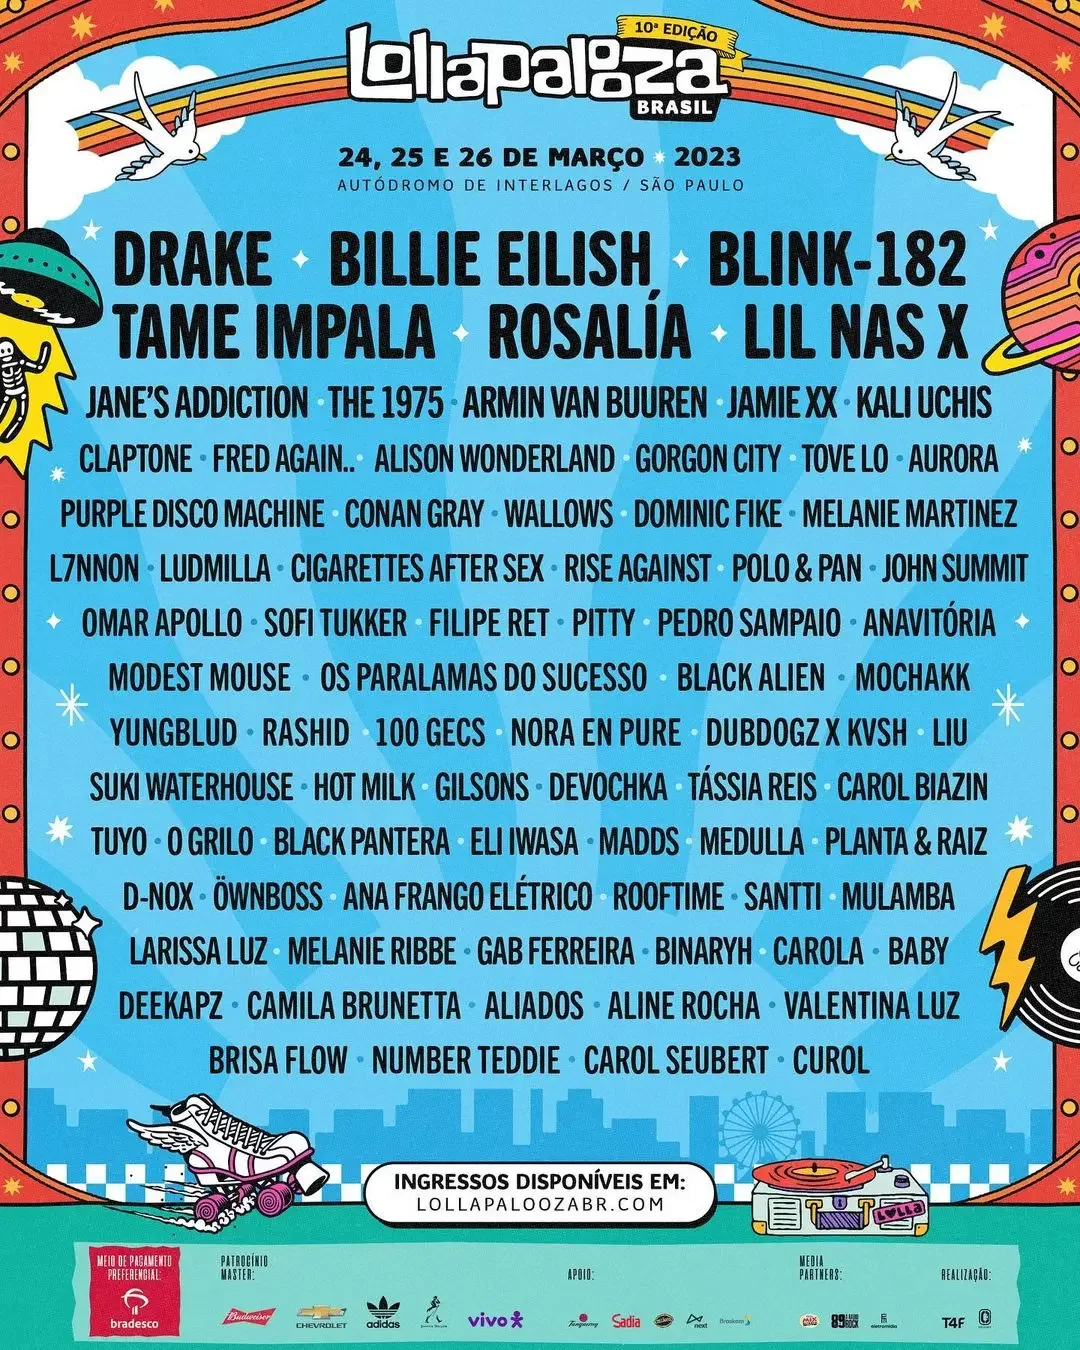 Lollapalooza
10ª EDIÇÃO
BRASIL
24, 25 E 26 DE MARÇO 2023
AUTÓDROMO DE INTERLAGOS / SÃO PAULO
DRAKE BILLIE EILISH BLINK-182
TAME IMPALA ROSALÍA LIL NAS X
JANE'S ADDICTION · THE 1975 · ARMIN VAN BUUREN · JAMIE XX · KALI UCHIS
CLAPTONE · FRED AGAIN.. · ALISON WONDERLAND · GORGON CITY · TOVE LO · AURORA
PURPLE DISCO MACHINE · CONAN GRAY · WALLOWS · DOMINIC FIKE · MELANIE MARTINEZ
L7NNON · LUDMILLA · CIGARETTES AFTER SEX · RISE AGAINST · POLO & PAN · JOHN SUMMIT
OMAR APOLLO · SOFI TUKKER · FILIPE RET · PITTY · PEDRO SAMPAIO · ANAVITÓRIA
MODEST MOUSE · OS PARALAMAS DO SUCESSO · BLACK ALIEN · MOCHAKK
YUNGBLUD · RASHID · 100 GECS · NORA EN PURE · DUBDOGZ X KVSH · LIU
SUKI WATERHOUSE · HOT MILK · GILSONS · DEVOCHKA · TÁSSIA REIS · CAROL BIAZIN
TUYO · O GRILO · BLACK PANTERA · ELI IWASA · MADDS · MEDULLA · PLANTA & RAIZ
D-NOX · ÖWNBOSS · ANA FRANGO ELÉTRICO · ROOFTIME · SANTTI · MULAMBA
LARISSA LUZ · MELANIE RIBBE · GAB FERREIRA · BINARYH · CAROLA · BABY
DEEKAPZ · CAMILA BRUNETTA · ALIADOS · ALINE ROCHA · VALENTINA LUZ
BRISA FLOW · NUMBER TEDDIE · CAROL SEUBERT · CUROL
INGRESSOS DISPONÍVEIS EM:
LOLLAPALOOZABR.COM
LOLLA
MEIO DE PAGAMENTO
PREFERENCIAL:
bradesco
PATROCÍNIO
MASTER:
Budweiser
CHEVROLET
adidas
vivo
APOIO:
Tanqueray
Sadia
next
Braskem
MEDIA
PARTNERS:
MIX
89 A RÁDIO ROCK
eletromidia
REALIZAÇÃO:
T4F